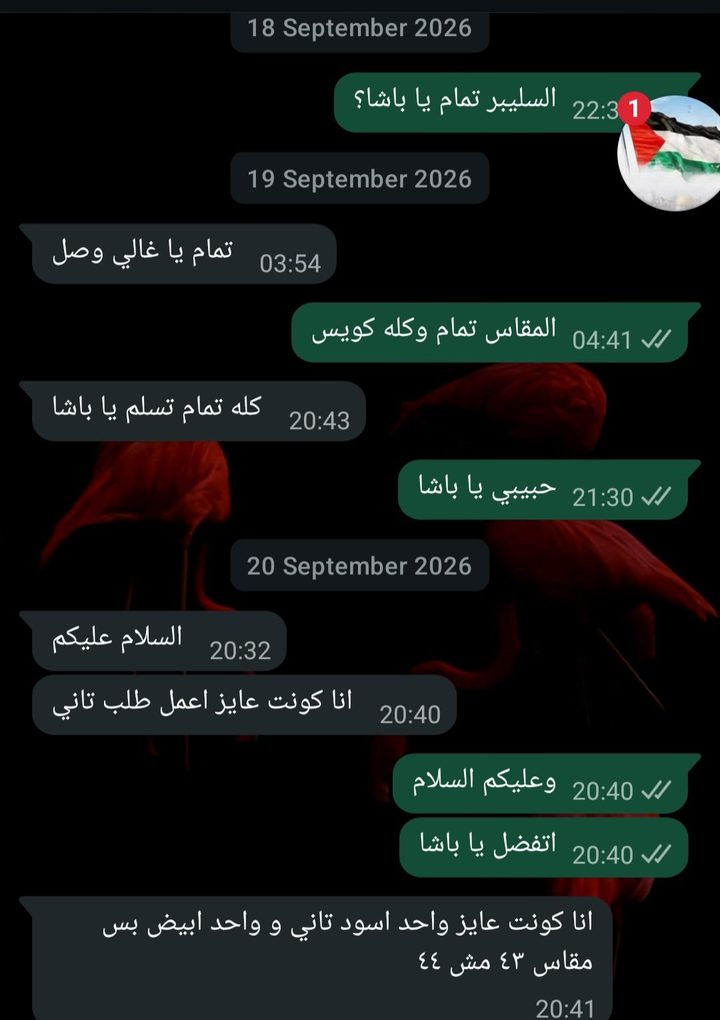 18 September 2026
السليبر تمام يا باشا؟
22:3
1
19 September 2026
تمام يا غالي وصل
03:54
المقاس تمام وكله كويس
04:41
كله تمام تسلم يا باشا
20:43
حبيبي يا باشا
21:30
20 September 2026
السلام عليكم
20:32
انا كونت عايز اعمل طلب تاني
20:40
وعليكم السلام
20:40
اتفضل يا باشا
20:40
انا كونت عايز واحد اسود تاني و واحد ابيض بس
مقاس ٤٣ مش ٤٤
20:41